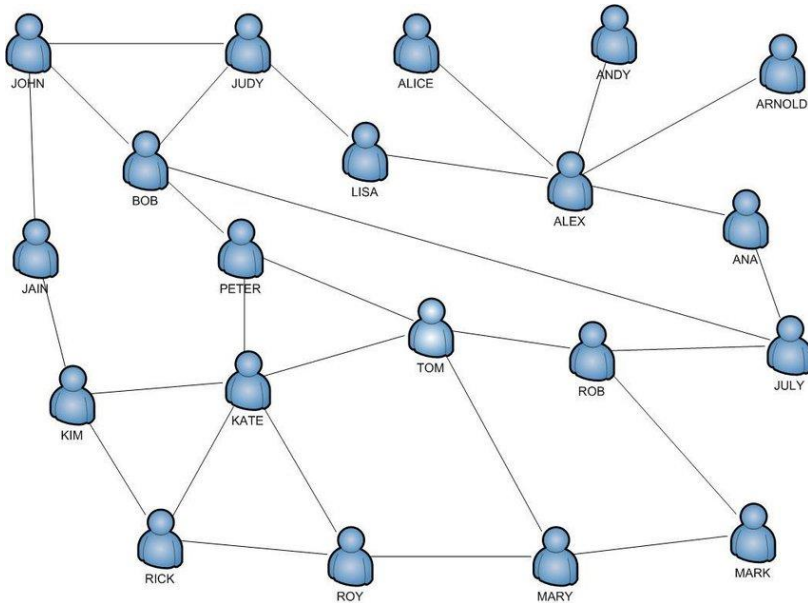 JOHN
JUDY
ALICE
ANDY
ARNOLD
BOB
LISA
ALEX
ANA
JAIN
PETER
TOM
ROB
JULY
KIM
KATE
RICK
ROY
MARY
MARK